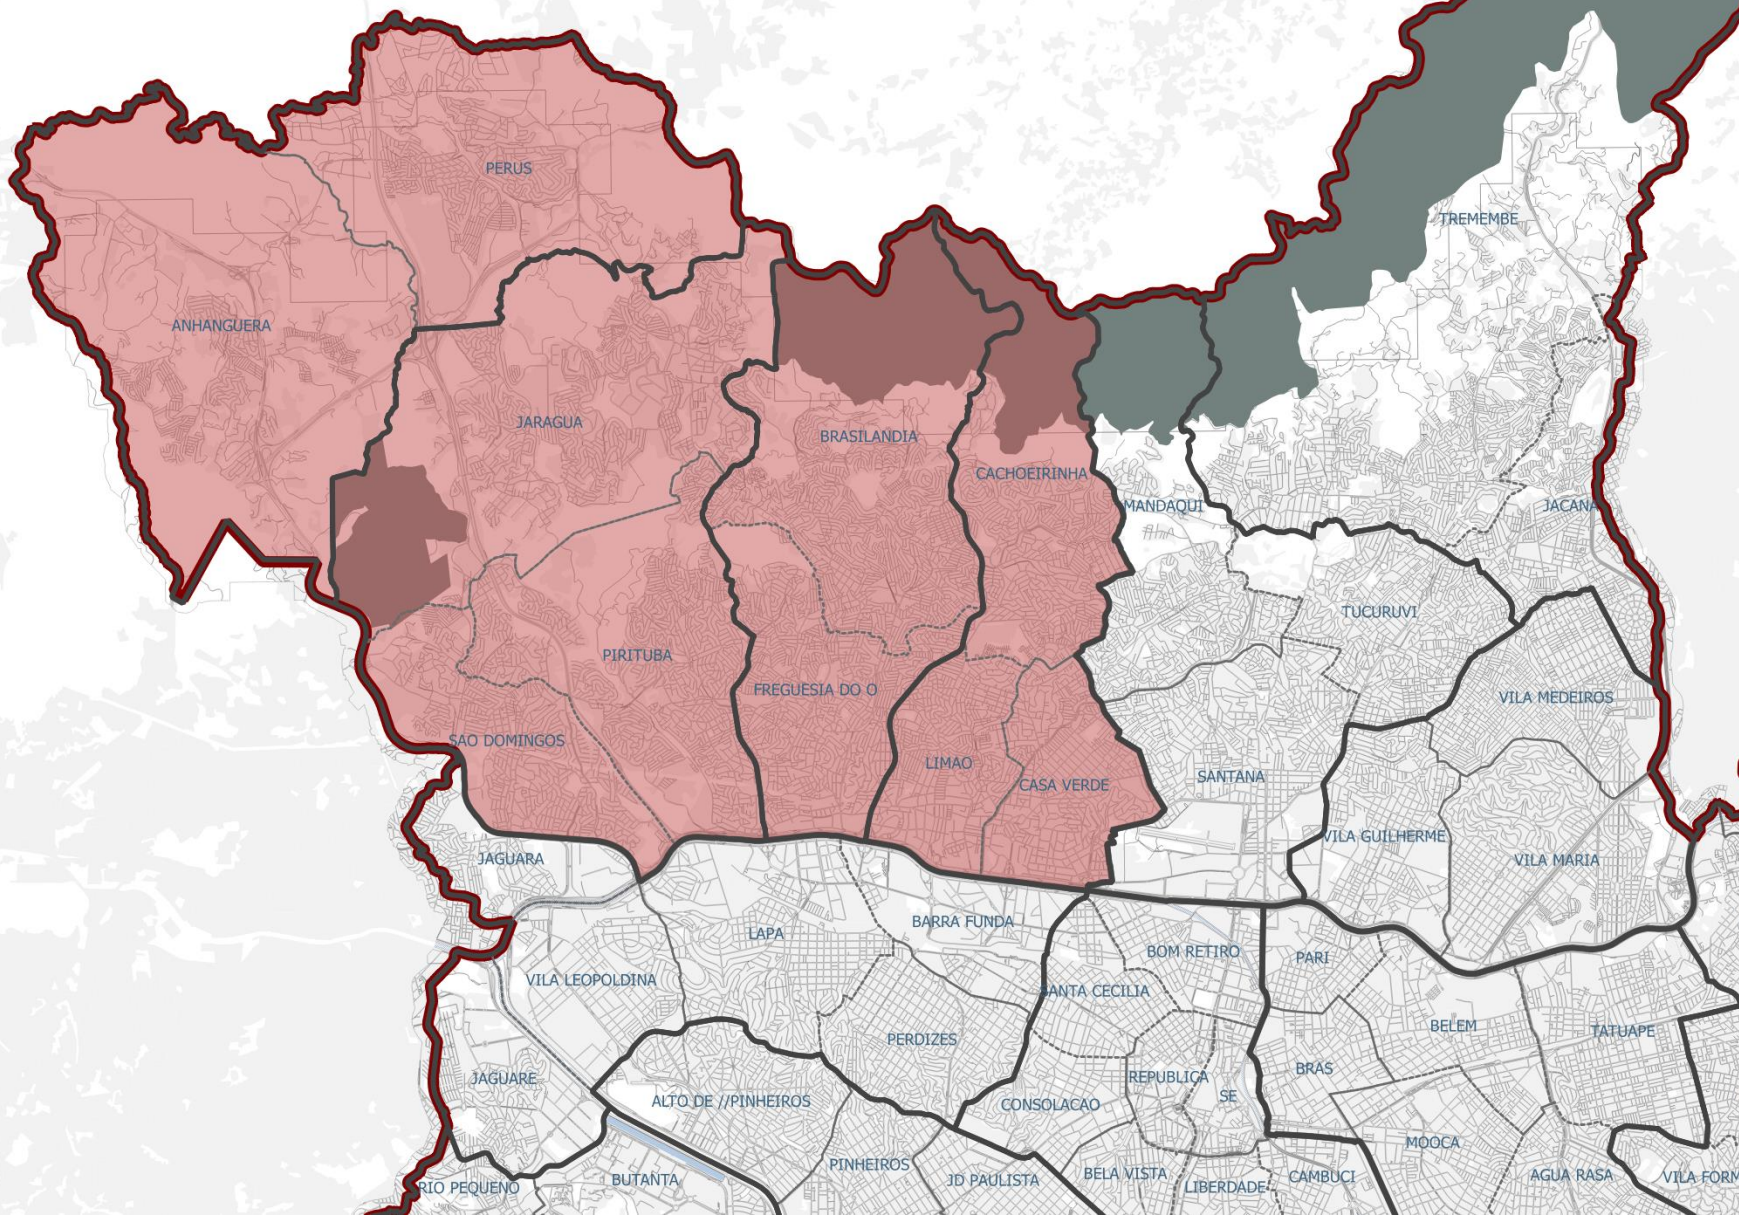 PERUS
TREMEMBE
ANHANGUERA
JARAGUA
BRASILANDIA
CACHOEIRINHA
MANDAQUI
JACANA
TUCURUVI
PIRITUBA
FREGUESIA DO O
VILA MEDEIROS
SAO DOMINGOS
LIMAO
CASA VERDE
SANTANA
VILA GUILHERME
JAGUARA
VILA MARIA
LAPA
BARRA FUNDA
BOM RETIRO
PARI
VILA LEOPOLDINA
SANTA CECILIA
BELEM
TATUAPE
PERDIZES
BRAS
JAGUARE
REPUBLICA
SE
ALTO DE //PINHEIROS
CONSOLACAO
MOOCA
PINHEIROS
BELA VISTA
CAMBUCI
AGUA RASA
VILA FORM
RIO PEQUENO
BUTANTA
JD PAULISTA
LIBERDADE